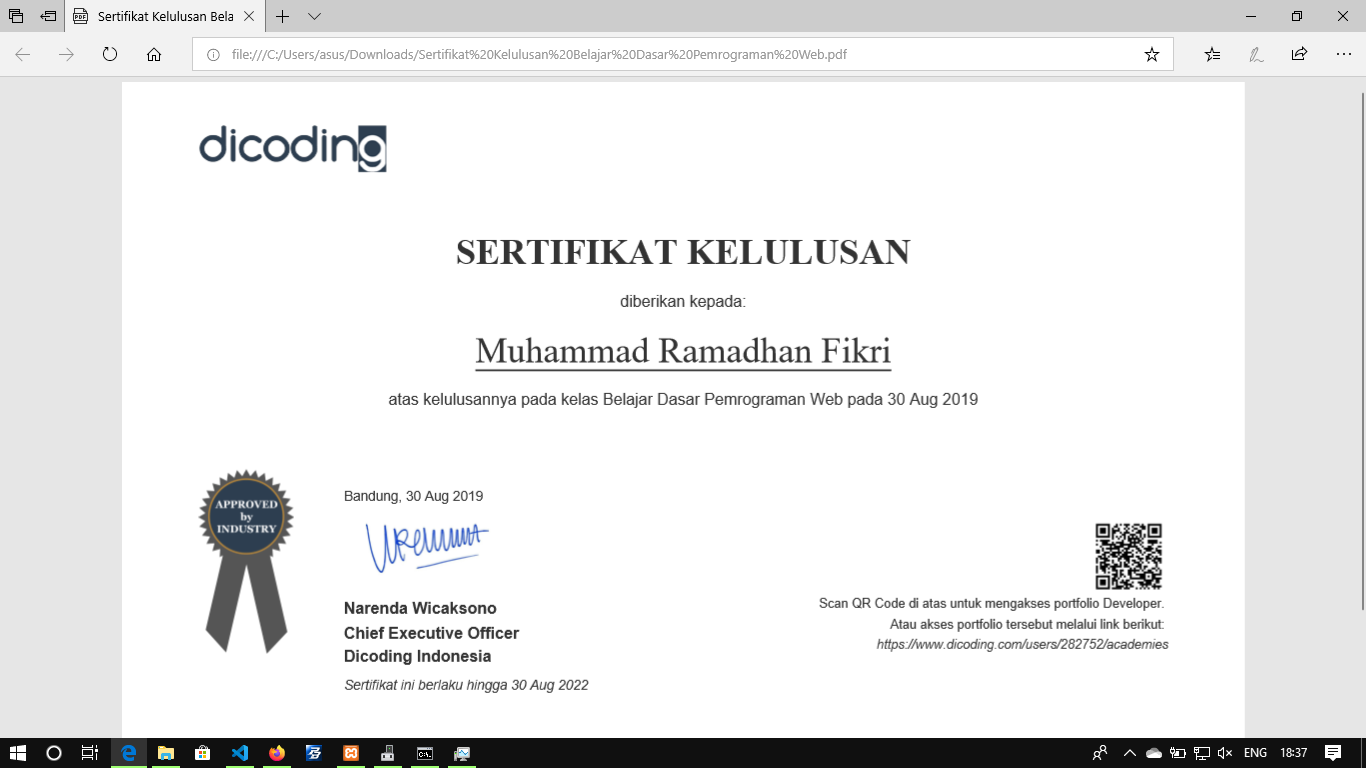 Sertifikat Kelulusan Bela
file:///C:/Users/asus/Downloads/Sertifikat%20Kelulusan%20Belajar%20Dasar%20Pemrograman%20Web.pdf
dicoding
SERTIFIKAT KELULUSAN
diberikan kepada:
Muhammad Ramadhan Fikri
atas kelulusannya pada kelas Belajar Dasar Pemrograman Web pada 30 Aug 2019
APPROVED
by
INDUSTRY
Bandung, 30 Aug 2019
Narenda Wicaksono
Chief Executive Officer
Dicoding Indonesia
Sertifikat ini berlaku hingga 30 Aug 2022
Scan QR Code di atas untuk mengakses portfolio Developer.
Atau akses portfolio tersebut melalui link berikut:
https://www.dicoding.com/users/282752/academies
ENG
18:37